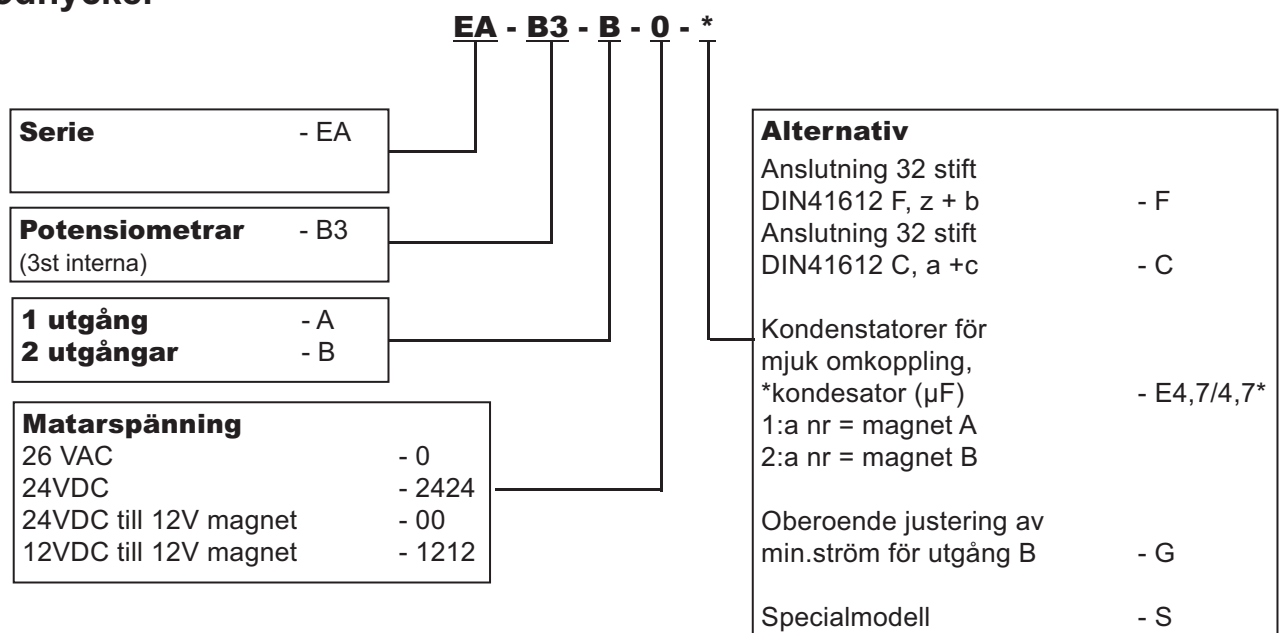 EA - B3 - B - 0 - *
Serie - EA
Potensiometrar - B3
(3st interna)
1 utgång - A
2 utgångar - B
Matarspänning
26 VAC - 0
24VDC - 2424
24VDC till 12V magnet - 00
12VDC till 12V magnet - 1212
Alternativ
Anslutning 32 stift
DIN41612 F, z + b - F
Anslutning 32 stift
DIN41612 C, a +c - C
Kondenstatorer för
mjuk omkoppling,
*kondesator (µF) - E4,7/4,7*
1:a nr = magnet A
2:a nr = magnet B
Oberoende justering av
min.ström för utgång B - G
Specialmodell - S